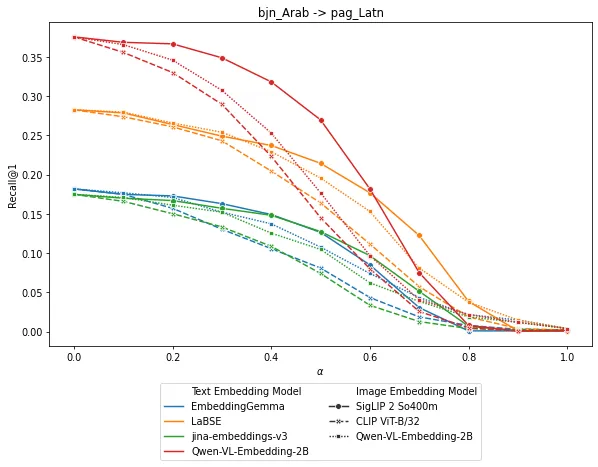 bjn_Arab -> pag_Latn
Recall@1
0.35
0.30
0.25
0.20
0.15
0.10
0.05
0.00
0.0 0.2 0.4 0.6 0.8 1.0
α
Text Embedding Model
EmbeddingGemma
LaBSE
jina-embeddings-v3
Qwen-VL-Embedding-2B
Image Embedding Model
SigLIP 2 So400m
CLIP ViT-B/32
Qwen-VL-Embedding-2B